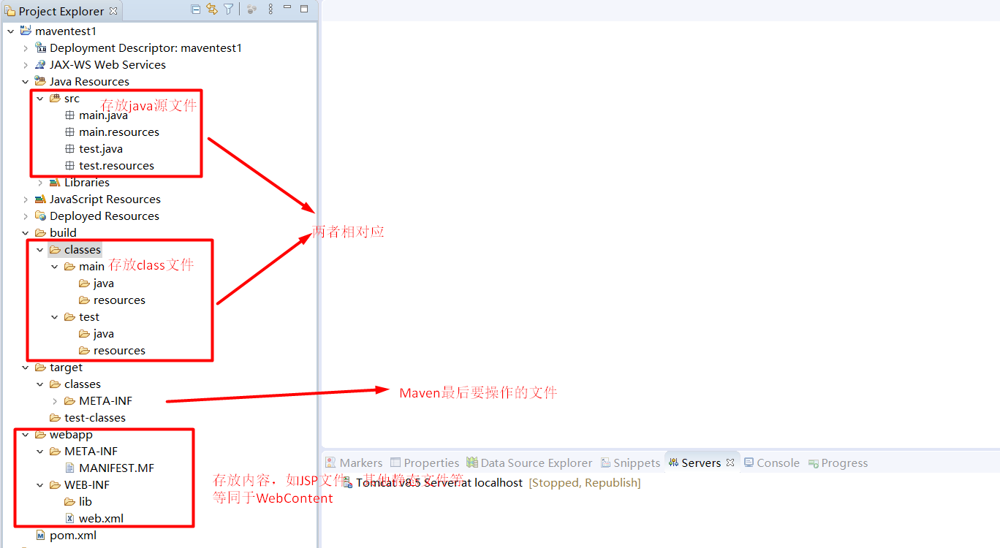 Project Explorer
maventest1
Deployment Descriptor: maventest1
JAX-WS Web Services
Java Resources
src
存放java源文件
main.java
main.resources
test.java
test.resources
Libraries
JavaScript Resources
Deployed Resources
build
两者相对应
classes
main
存放class文件
java
resources
test
java
resources
target
classes
META-INF
Maven最后要操作的文件
test-classes
webapp
META-INF
MANIFEST.MF
WEB-INF
lib
web.xml
pom.xml
存放内容，如JSP文件，其他静态文件等
等同于WebContent
Markers
Properties
Data Source Explorer
Snippets
Servers
Console
Progress
Tomcat v8.5 Server at localhost [Stopped, Republish]